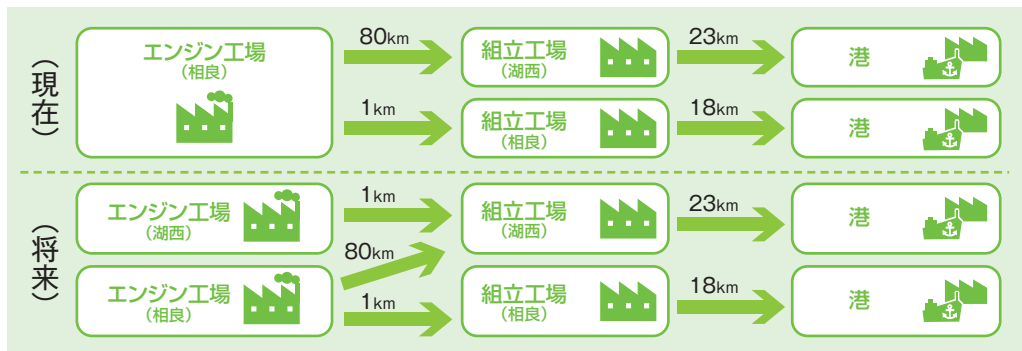 (現在)
エンジン工場
(相良)
80km
組立工場
(湖西)
23km
港
1km
組立工場
(相良)
18km
港
(将来)
エンジン工場
(湖西)
1km
組立工場
(湖西)
23km
港
80km
エンジン工場
(相良)
1km
組立工場
(相良)
18km
港